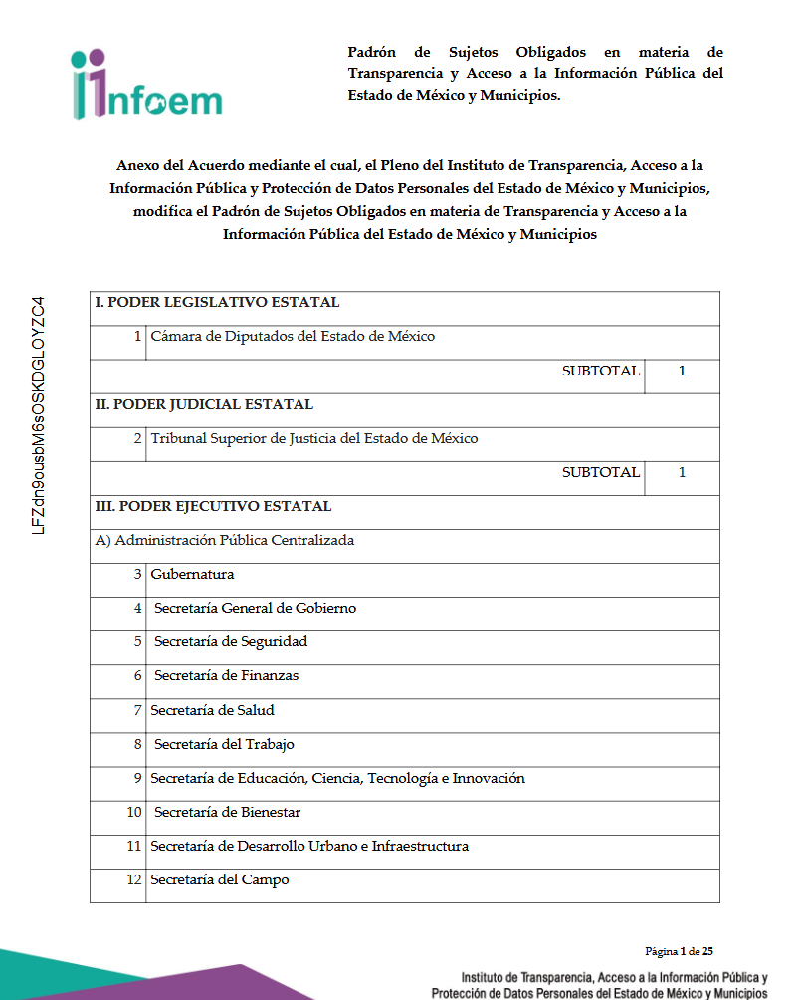 infoem
Padrón de Sujetos Obligados en materia de
Transparencia y Acceso a la Información Pública del
Estado de México y Municipios.
Anexo del Acuerdo mediante el cual, el Pleno del Instituto de Transparencia, Acceso a la
Información Pública y Protección de Datos Personales del Estado de México y Municipios,
modifica el Padrón de Sujetos Obligados en materia de Transparencia y Acceso a la
Información Pública del Estado de México y Municipios
LFZdn9ousbM6sOSKDGLOYZC4
I. PODER LEGISLATIVO ESTATAL
1 Cámara de Diputados del Estado de México
SUBTOTAL 1
II. PODER JUDICIAL ESTATAL
2 Tribunal Superior de Justicia del Estado de México
SUBTOTAL 1
III. PODER EJECUTIVO ESTATAL
A) Administración Pública Centralizada
3 Gubernatura
4 Secretaría General de Gobierno
5 Secretaría de Seguridad
6 Secretaría de Finanzas
7 Secretaría de Salud
8 Secretaría del Trabajo
9 Secretaría de Educación, Ciencia, Tecnología e Innovación
10 Secretaría de Bienestar
11 Secretaría de Desarrollo Urbano e Infraestructura
12 Secretaría del Campo
Página 1 de 25
Instituto de Transparencia, Acceso a la Información Pública y
Protección de Datos Personales del Estado de México y Municipios